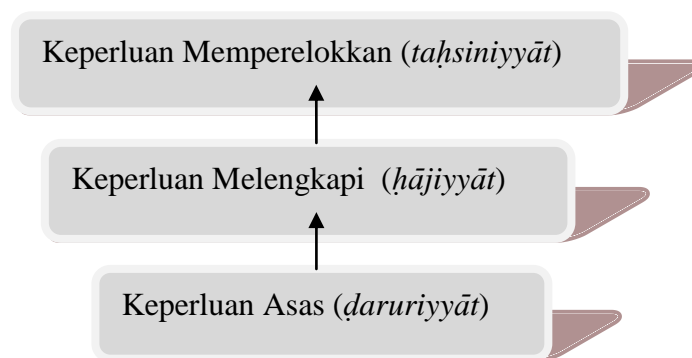 Keperluan Memperelokkan (taḥsiniyyāt)
Keperluan Melengkapi (ḥājiyyāt)
Keperluan Asas (ḍaruriyyāt)